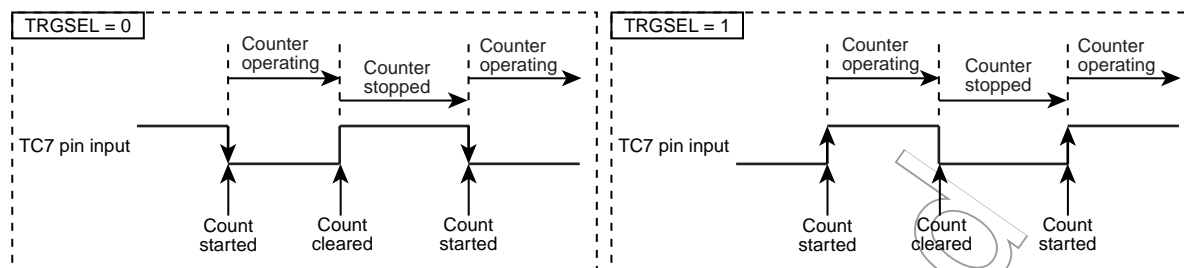 TRGSEL = 0
Counter
operating
Counter
stopped
Counter
operating
TC7 pin input
Count
started
Count
cleared
Count
started
TRGSEL = 1
Counter
operating
Counter
stopped
Counter
operating
TC7 pin input
Count
started
Count
cleared
Count
started